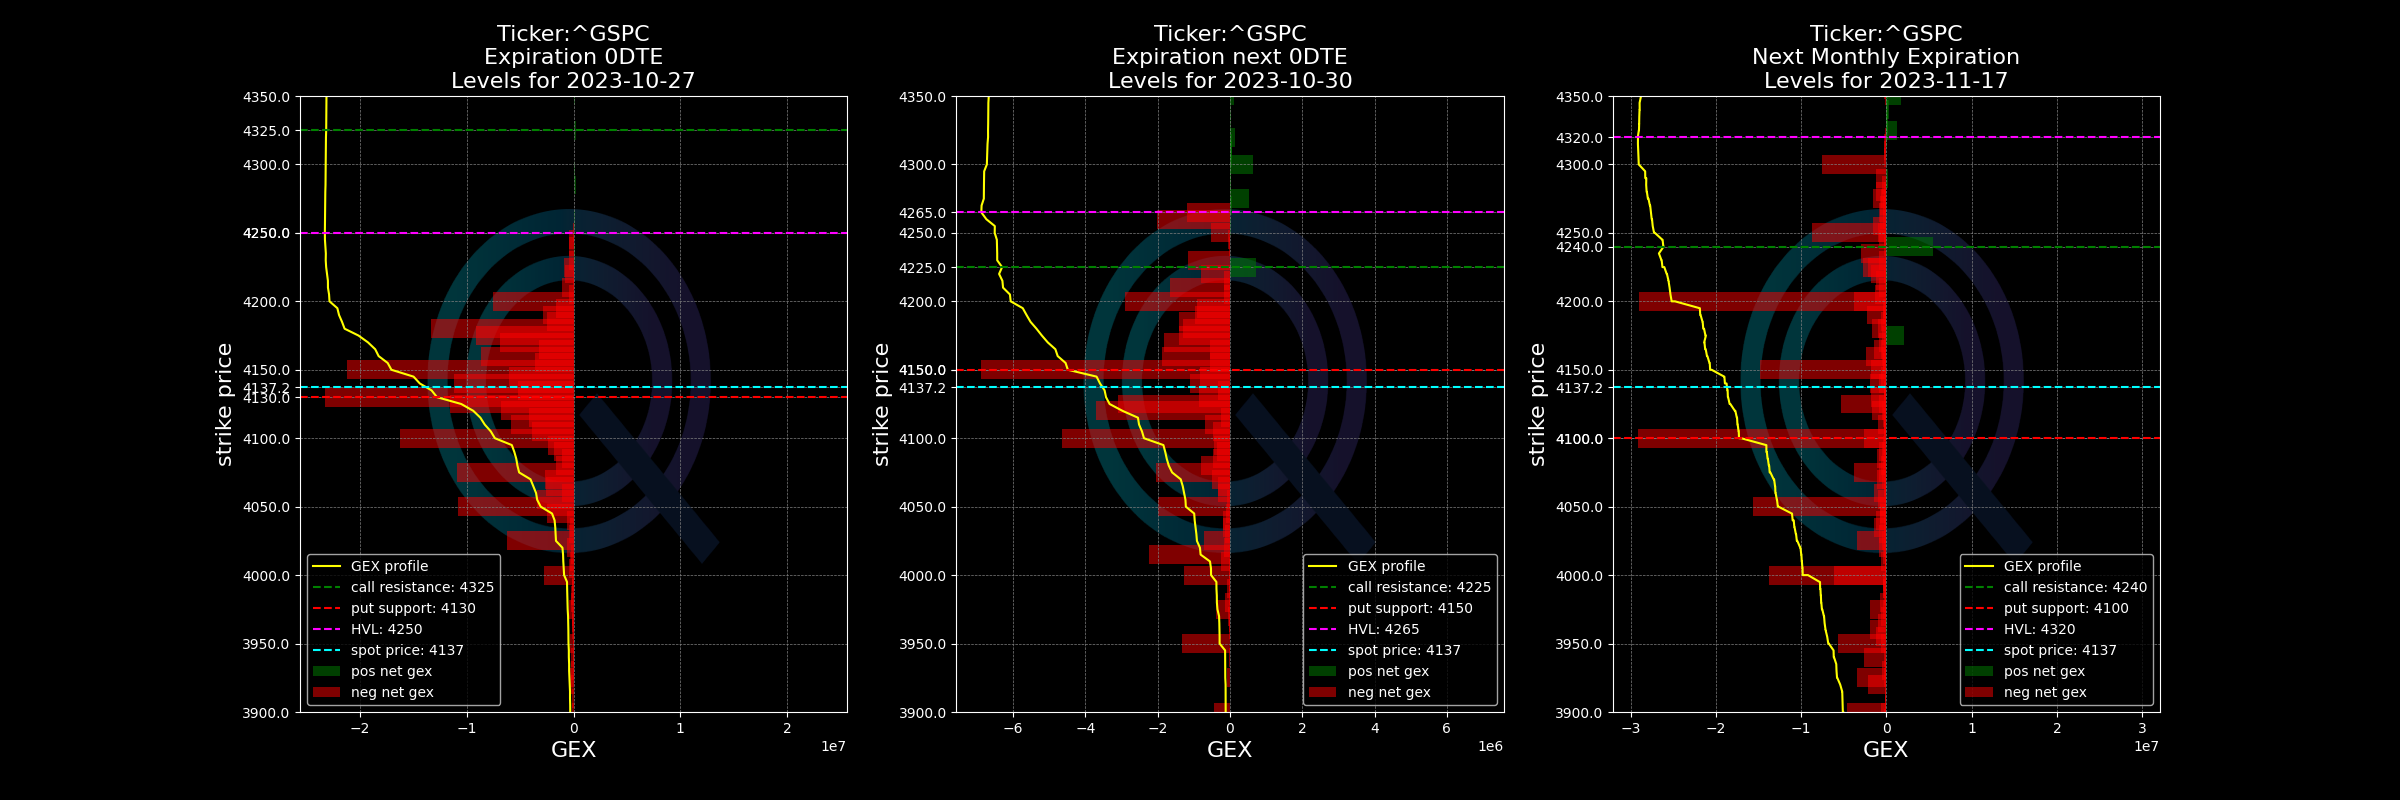 Ticker:^GSPC
Expiration 0DTE
Levels for 2023-10-27
4350.0
4325.0
4300.0
4250.0
4200.0
4150.0
4137.2
4130.0
4100.0
4050.0
4000.0
3950.0
3900.0
strike price
GEX profile
call resistance: 4325
put support: 4130
HVL: 4250
spot price: 4137
pos net gex
neg net gex
−2 −1 0 1 2
1e7
GEX
Ticker:^GSPC
Expiration next 0DTE
Levels for 2023-10-30
4350.0
4300.0
4265.0
4250.0
4225.0
4200.0
4150.0
4137.2
4100.0
4050.0
4000.0
3950.0
3900.0
strike price
GEX profile
call resistance: 4225
put support: 4150
HVL: 4265
spot price: 4137
pos net gex
neg net gex
−6 −4 −2 0 2 4 6
1e6
GEX
Ticker:^GSPC
Next Monthly Expiration
Levels for 2023-11-17
4350.0
4320.0
4300.0
4250.0
4240.0
4200.0
4150.0
4137.2
4100.0
4050.0
4000.0
3950.0
3900.0
strike price
GEX profile
call resistance: 4240
put support: 4100
HVL: 4320
spot price: 4137
pos net gex
neg net gex
−3 −2 −1 0 1 2 3
1e7
GEX